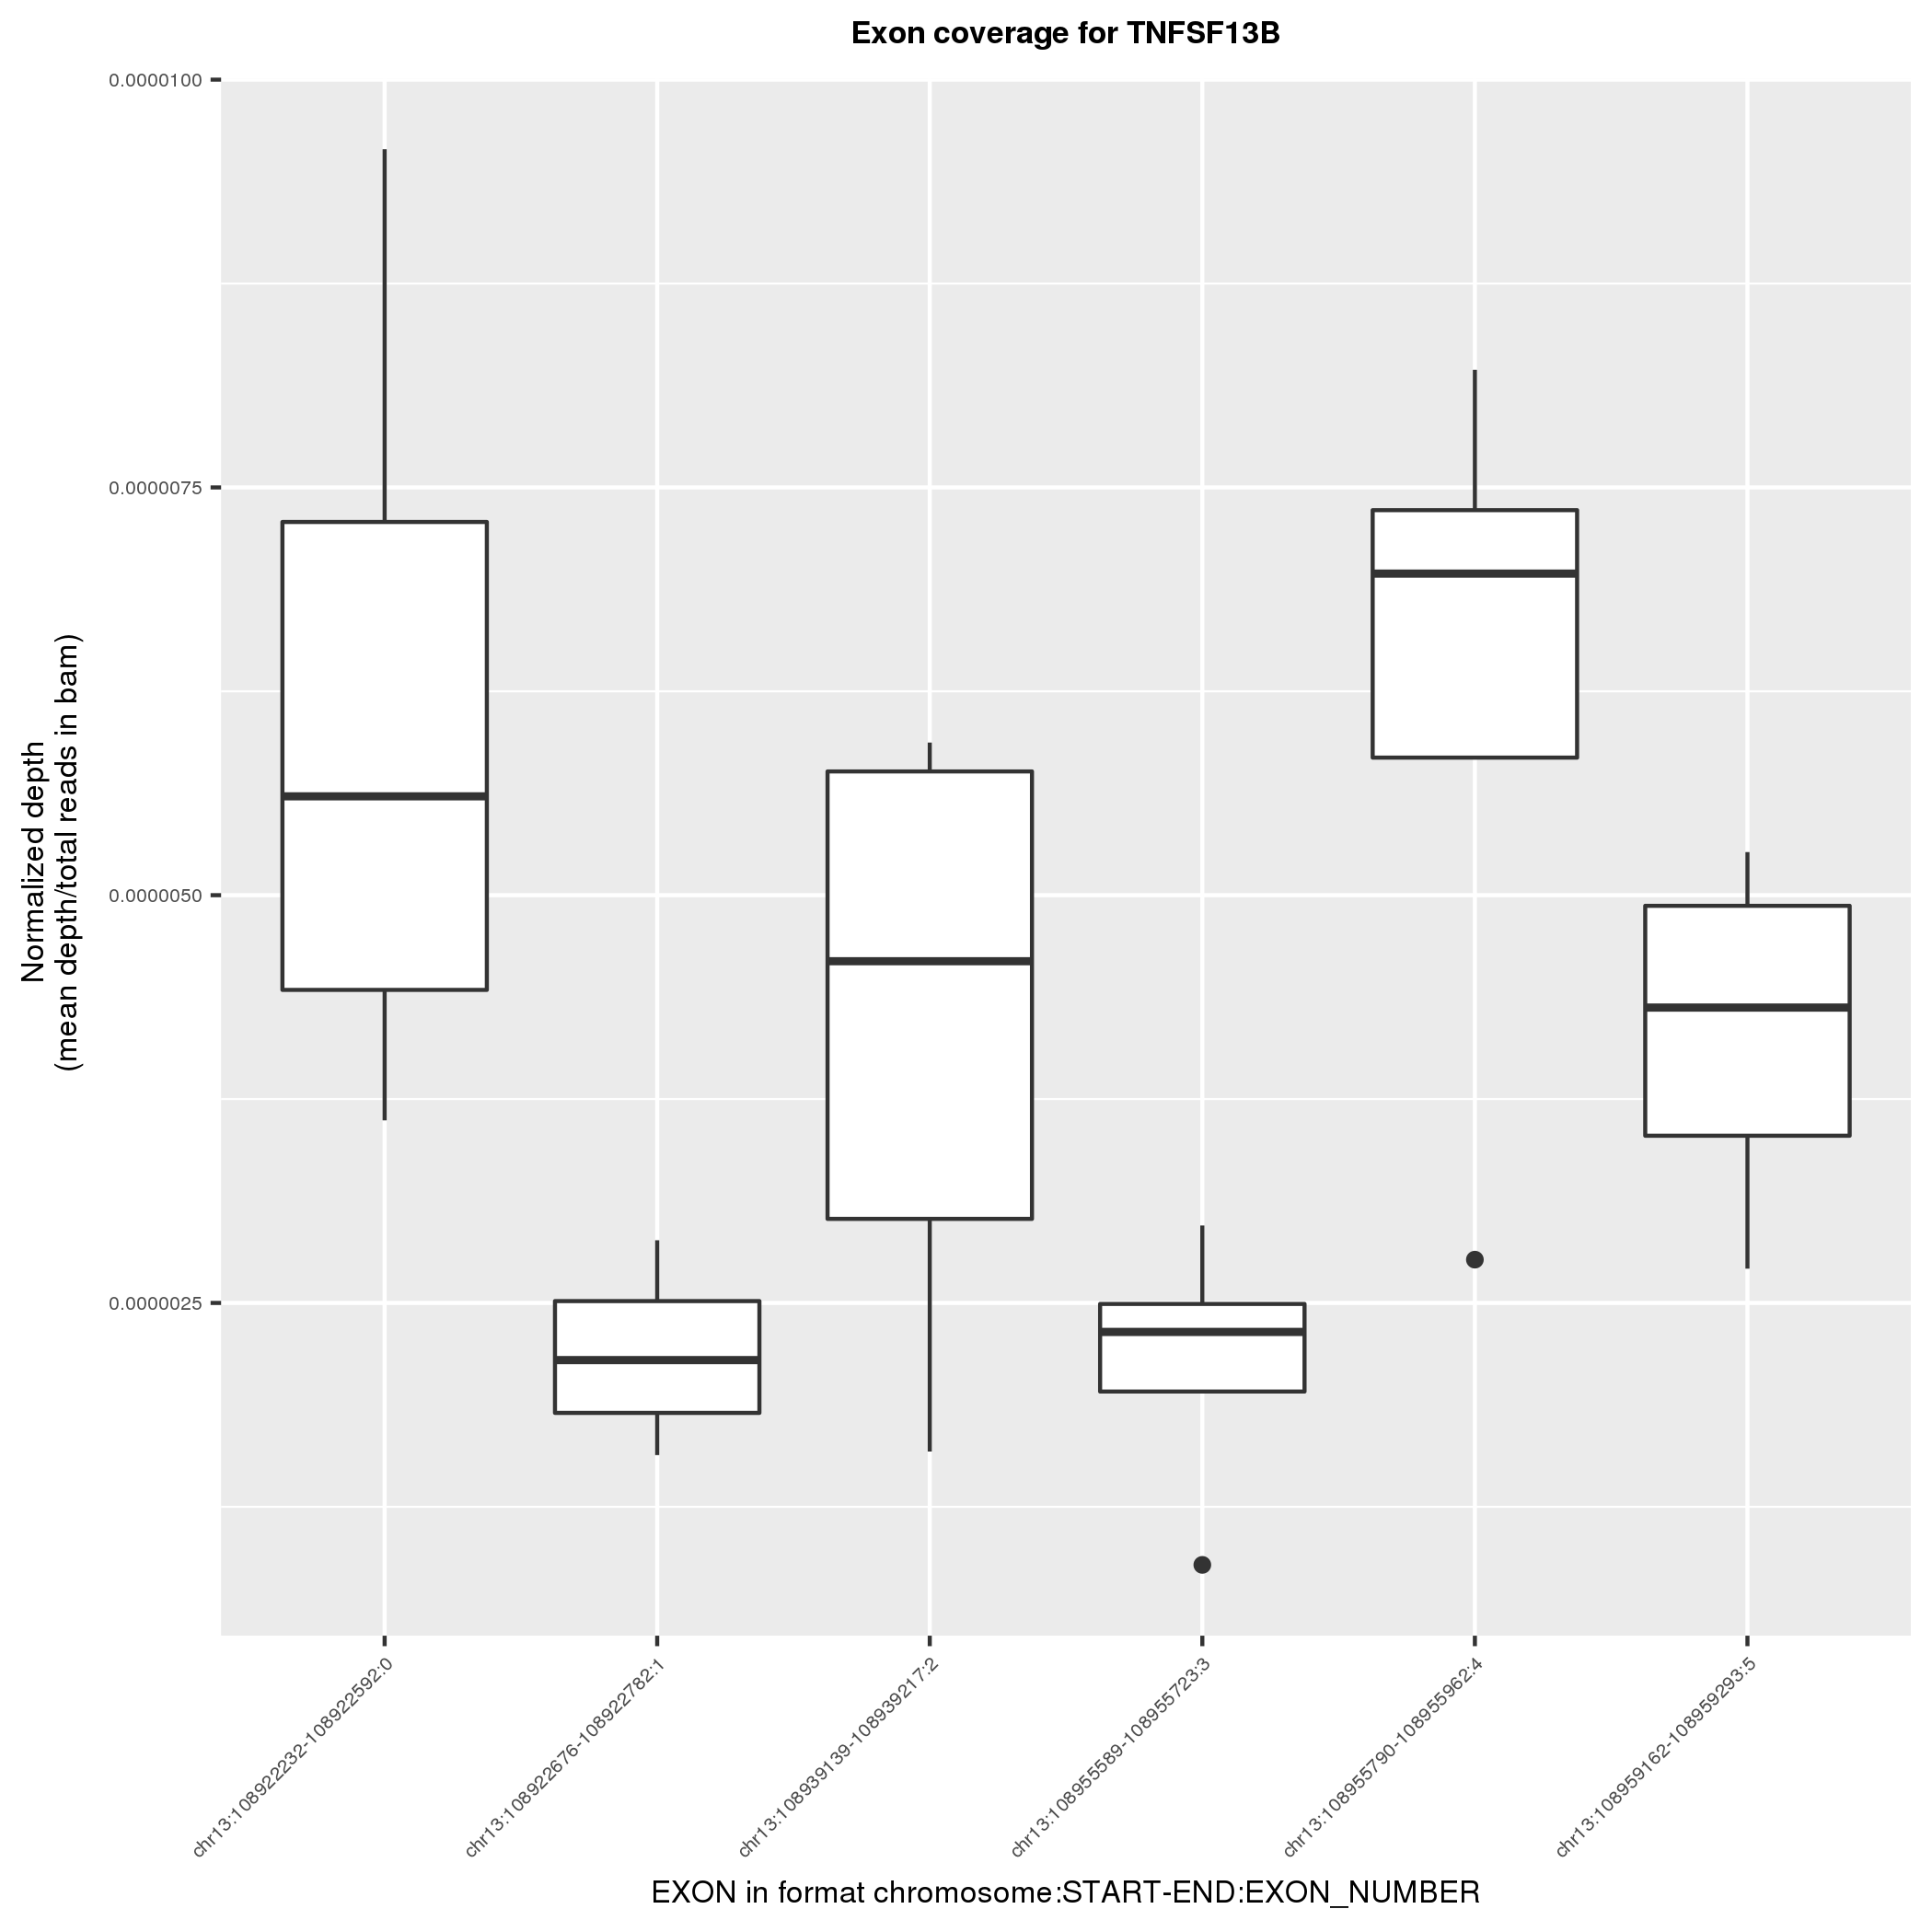 Exon coverage for TNFSF13B
0.0000100
0.0000075
0.0000050
0.0000025
Normalized depth
(mean depth/total reads in bam)
chr13:108922232-108922592:0
chr13:108922676-108922782:1
chr13:108939139-108939217:2
chr13:108955589-108955723:3
chr13:108955790-108955962:4
chr13:108959162-108959293:5
EXON in format chromosome:START-END:EXON_NUMBER